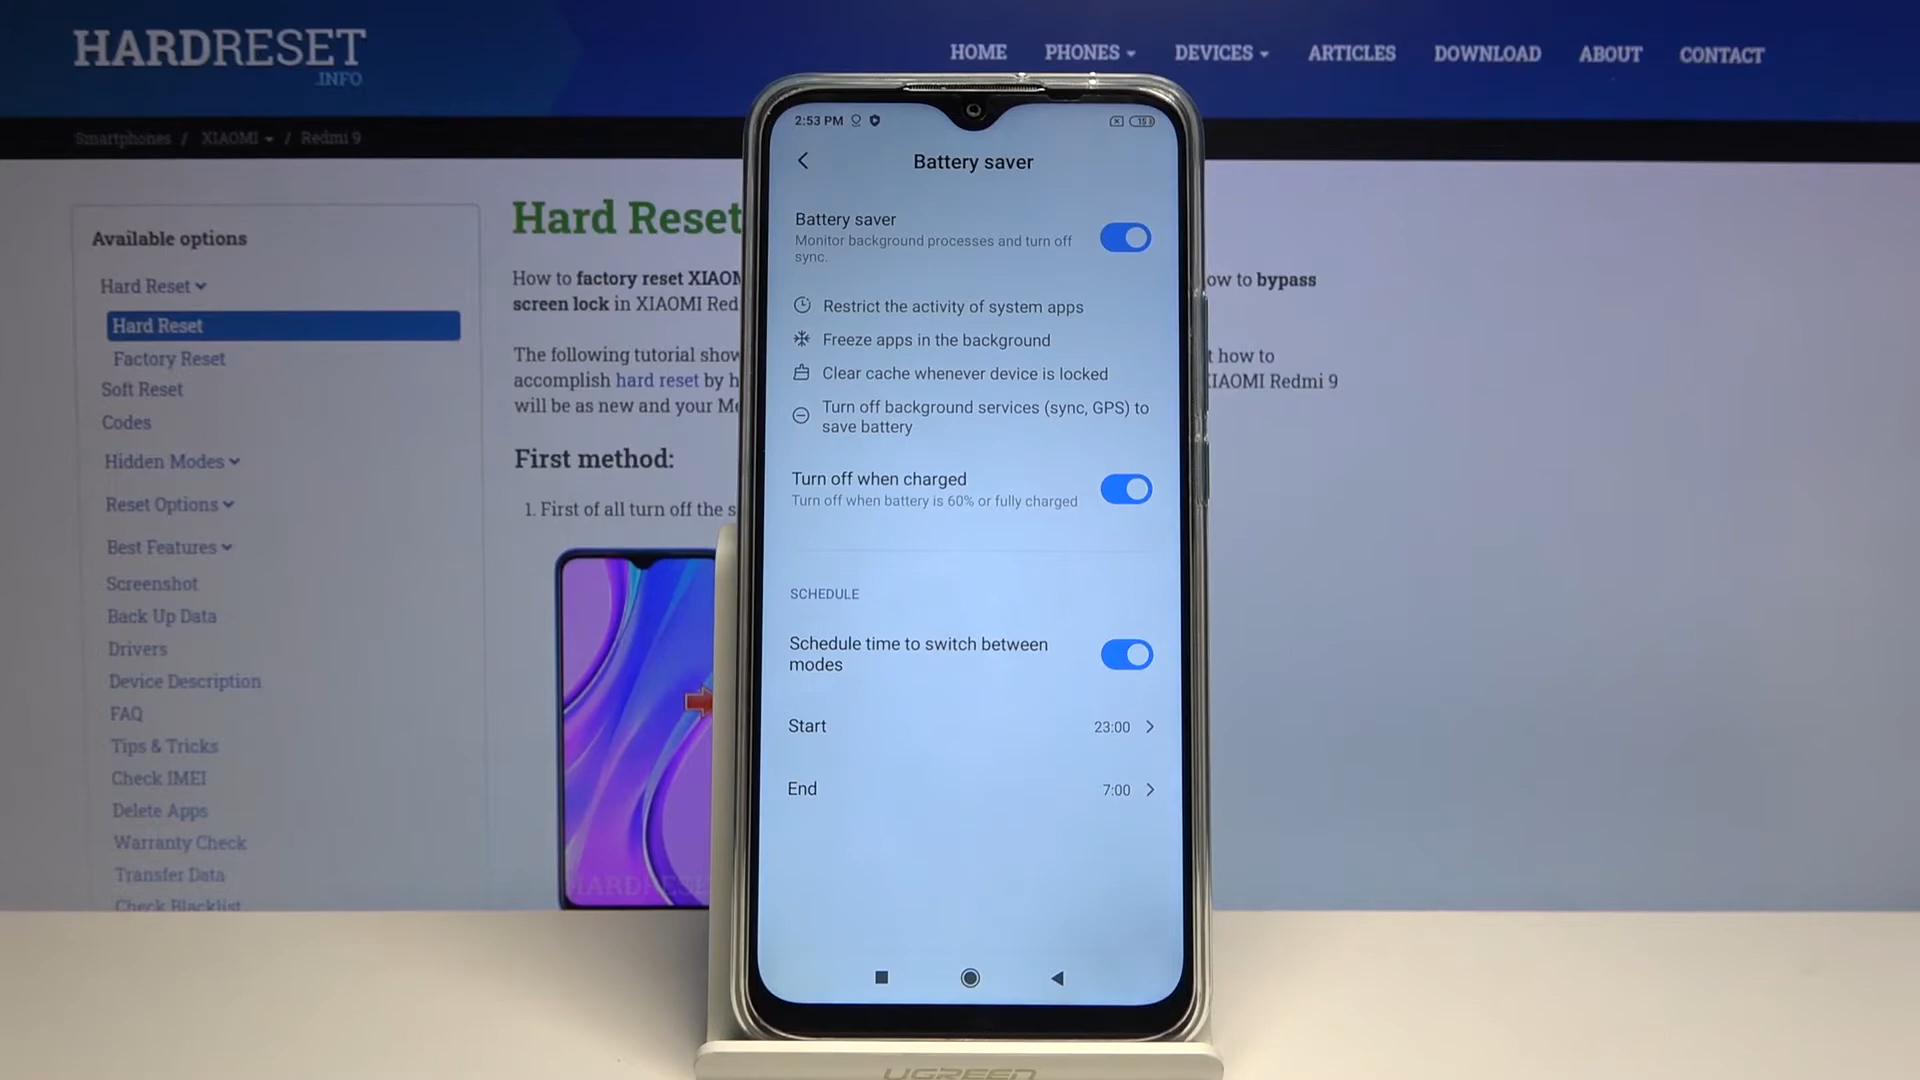 HARDRESET
.INFO
HOME PHONES DEVICES ARTICLES DOWNLOAD ABOUT CONTACT
Smartphones / XIAOMI / Redmi 9
Available options
Hard Reset
Hard Reset
Factory Reset
Soft Reset
Codes
Hidden Modes
Reset Options
Best Features
Screenshot
Back Up Data
Drivers
Device Description
FAQ
Tips & Tricks
Check IMEI
Delete Apps
Warranty Check
Transfer Data
Check Blacklist
Hard Reset
How to factory reset XIAOM
ow to bypass
screen lock in XIAOMI Red
The following tutorial show
t how to
accomplish hard reset by h
XIAOMI Redmi 9
will be as new and your Me
First method:
1. First of all turn off the s
HARDRESE
2:53 PM
15
Battery saver
Battery saver
Monitor background processes and turn off
sync.
Restrict the activity of system apps
Freeze apps in the background
Clear cache whenever device is locked
Turn off background services (sync, GPS) to
save battery
Turn off when charged
Turn off when battery is 60% or fully charged
SCHEDULE
Schedule time to switch between
modes
Start 23:00
End 7:00
UGREEN